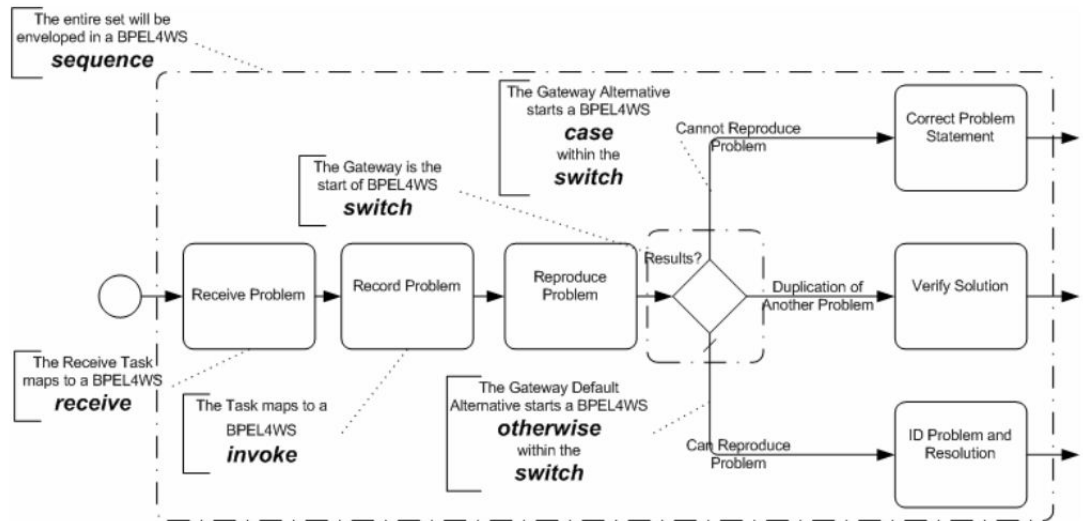 The entire set will be
enveloped in a BPEL4WS
sequence
The Gateway Alternative
starts a BPEL4WS
case
within the
switch
Cannot Reproduce
Problem
Correct Problem
Statement
The Gateway is the
start of BPEL4WS
switch
Receive Problem
Record Problem
Reproduce
Problem
Results?
Duplication of
Another Problem
Verify Solution
The Receive Task
maps to a BPEL4WS
receive
The Task maps to a
BPEL4WS
invoke
The Gateway Default
Alternative starts a BPEL4WS
otherwise
within the
switch
Can Reproduce
Problem
ID Problem and
Resolution